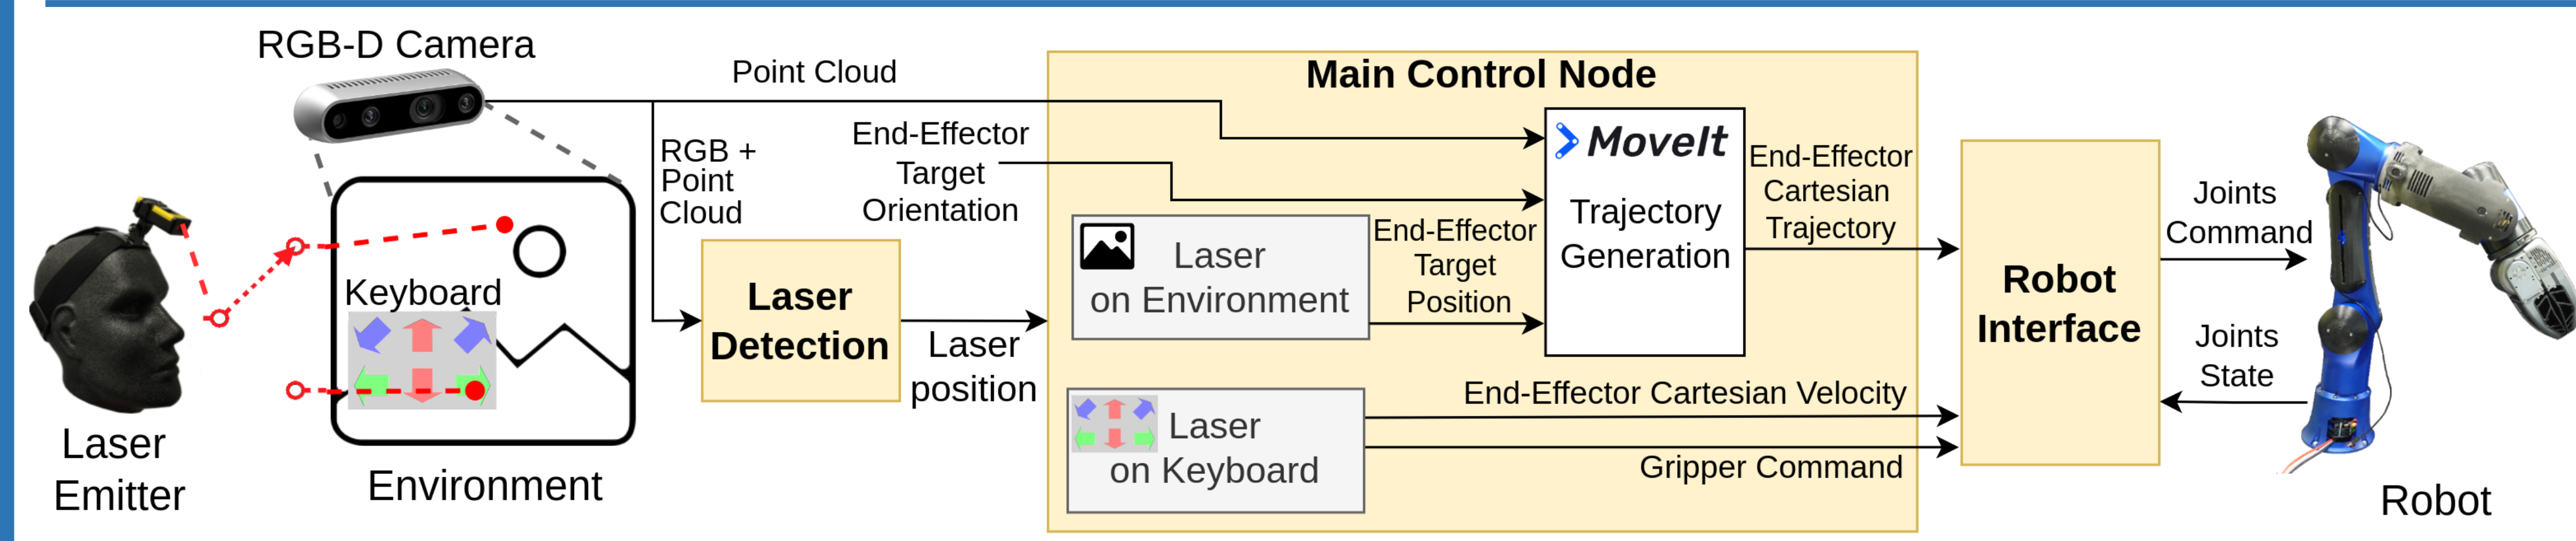 RGB-D Camera
Point Cloud
Main Control Node
RGB +
Point
Cloud
End-Effector
Target
Orientation
MoveIt
Trajectory
Generation
End-Effector
Cartesian
Trajectory
Keyboard
Laser
Detection
Laser
position
Laser
on Environment
End-Effector
Target
Position
Laser
on Keyboard
End-Effector Cartesian Velocity
Gripper Command
Robot
Interface
Joints
Command
Joints
State
Laser
Emitter
Environment
Robot